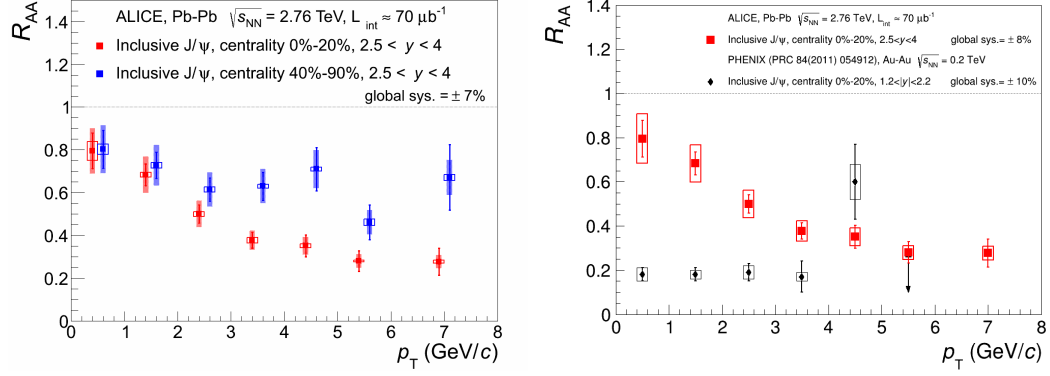 R_AA
1.4
1.2
1
0.8
0.6
0.4
0.2
0
ALICE, Pb-Pb √s_NN = 2.76 TeV, L_int ≈ 70 μb⁻¹
Inclusive J/ψ, centrality 0%-20%, 2.5 < y < 4
Inclusive J/ψ, centrality 40%-90%, 2.5 < y < 4
global sys. = ± 7%
0 1 2 3 4 5 6 7 8
p_T (GeV/c)
R_AA
1.4
1.2
1
0.8
0.6
0.4
0.2
0
ALICE, Pb-Pb √s_NN = 2.76 TeV, L_int ≈ 70 μb⁻¹
Inclusive J/ψ, centrality 0%-20%, 2.5<y<4 global sys.= ± 8%
PHENIX (PRC 84(2011) 054912), Au-Au √s_NN = 0.2 TeV
Inclusive J/ψ, centrality 0%-20%, 1.2<|y|<2.2 global sys.= ± 10%
0 1 2 3 4 5 6 7 8
p_T (GeV/c)